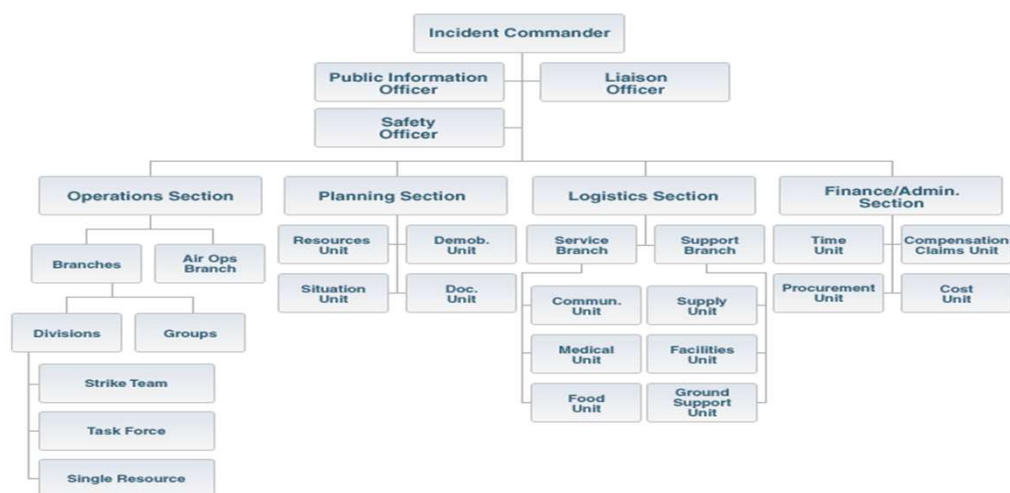 Incident Commander
Public Information
Officer
Liaison
Officer
Safety
Officer
Operations Section
Planning Section
Logistics Section
Finance/Admin.
Section
Branches
Air Ops
Branch
Divisions
Groups
Strike Team
Task Force
Single Resource
Resources
Unit
Demob.
Unit
Situation
Unit
Doc.
Unit
Service
Branch
Support
Branch
Commun.
Unit
Supply
Unit
Medical
Unit
Facilities
Unit
Food
Unit
Ground
Support
Unit
Time
Unit
Compensation
Claims Unit
Procurement
Unit
Cost
Unit